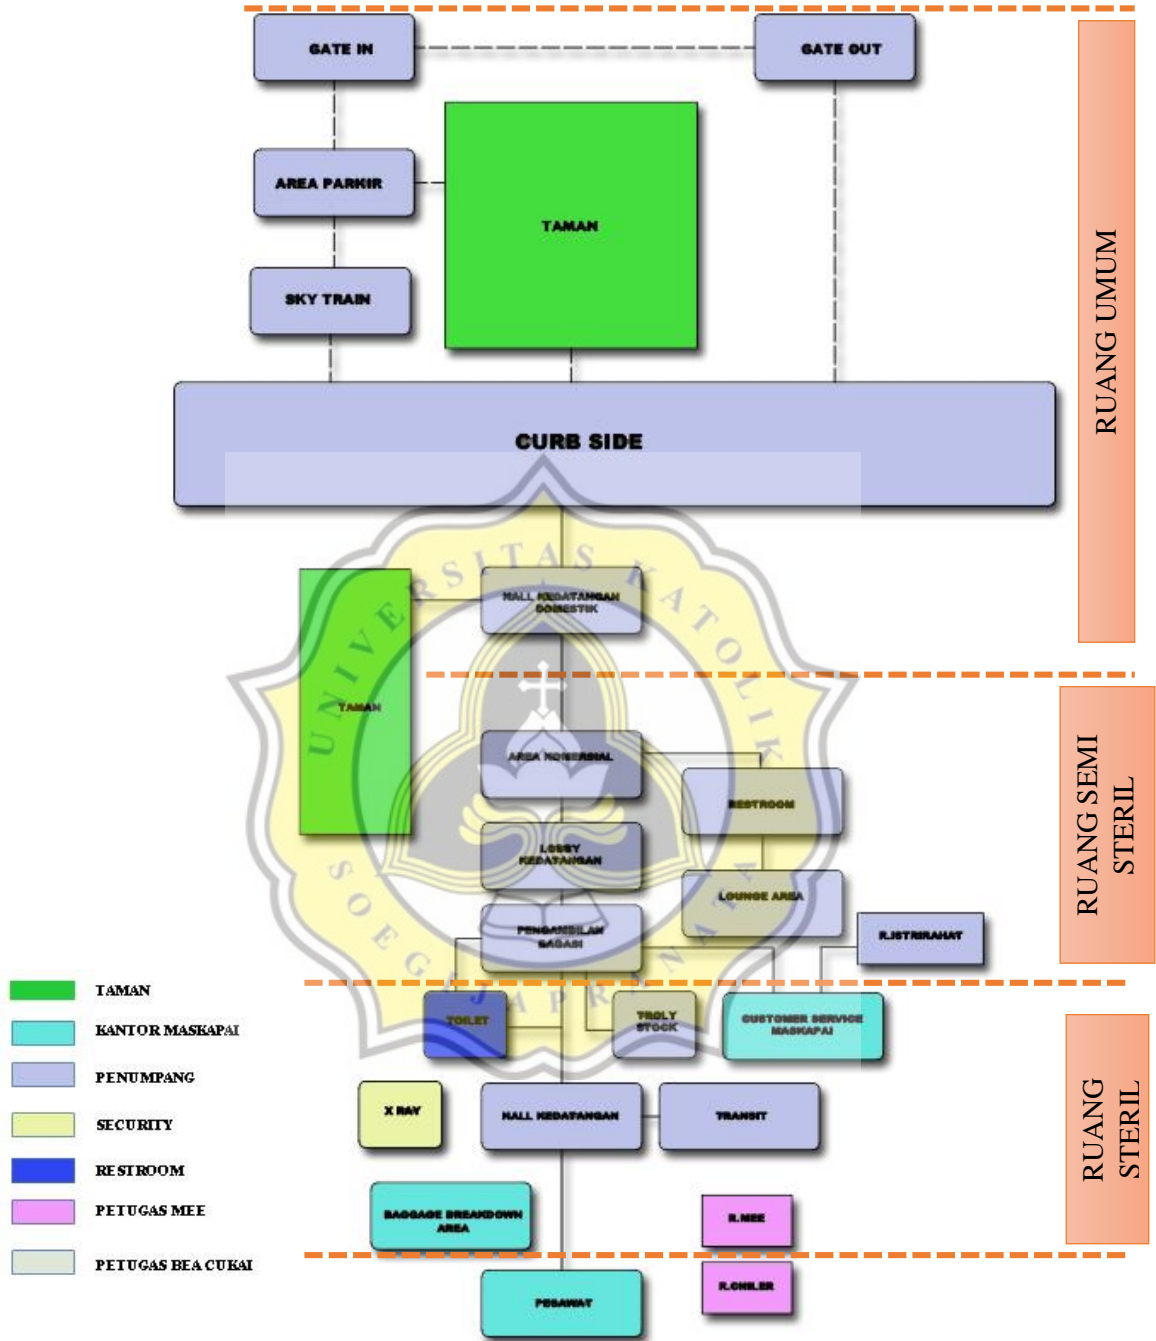 GATE IN
GATE OUT
AREA PARKIR
TAMAN
SKY TRAIN
CURB SIDE
RUANG UMUM
UNIVERSITAS KATOLIK
SOEGIJAPRANATA
HALL KEDATANGAN
DOMESTIK
TAMAN
AREA KOMERSIAL
RESTROOM
LOBBY
KEDATANGAN
LOUNGE AREA
PENGAMBILAN
BAGASI
R.ISTRIRAHAT
RUANG SEMI
STERIL
TOILET
TROLY
STOCK
CUSTOMER SERVICE
MASKAPAI
X RAY
HALL KEDATANGAN
TRANSIT
BAGGAGE BREAKDOWN
AREA
R.MEE
RUANG
STERIL
PESAWAT
R.CHILER
TAMAN
KANTOR MASKAPAI
PENUMPANG
SECURITY
RESTROOM
PETUGAS MEE
PETUGAS BEA CUKAI